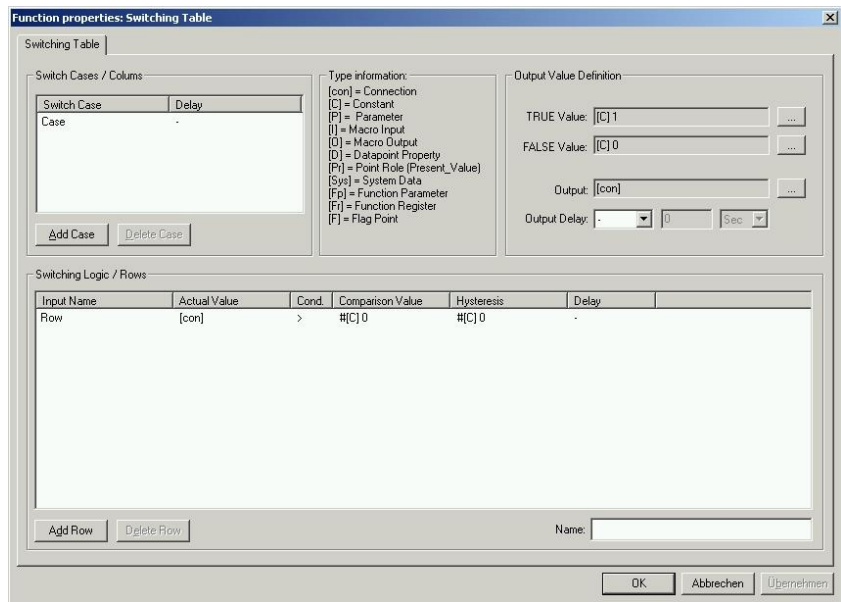 Function properties: Switching Table
Switching Table
Switch Cases / Colums
Switch Case Delay
Case -
Add Case Delete Case
Type information:
[con] = Connection
[C] = Constant
[P] = Parameter
[I] = Macro Input
[O] = Macro Output
[D] = Datapoint Property
[Pr] = Point Role (Present_Value)
[Sys] = System Data
[Fp] = Function Parameter
[Fr] = Function Register
[F] = Flag Point
Output Value Definition
TRUE Value: [C] 1 ...
FALSE Value: [C] 0 ...
Output: [con] ...
Output Delay: - 0 Sec
Switching Logic / Rows
Input Name Actual Value Cond. Comparison Value Hysteresis Delay
Row [con] > #[C] 0 #[C] 0 -
Add Row Delete Row Name:
OK Abbrechen Übernehmen